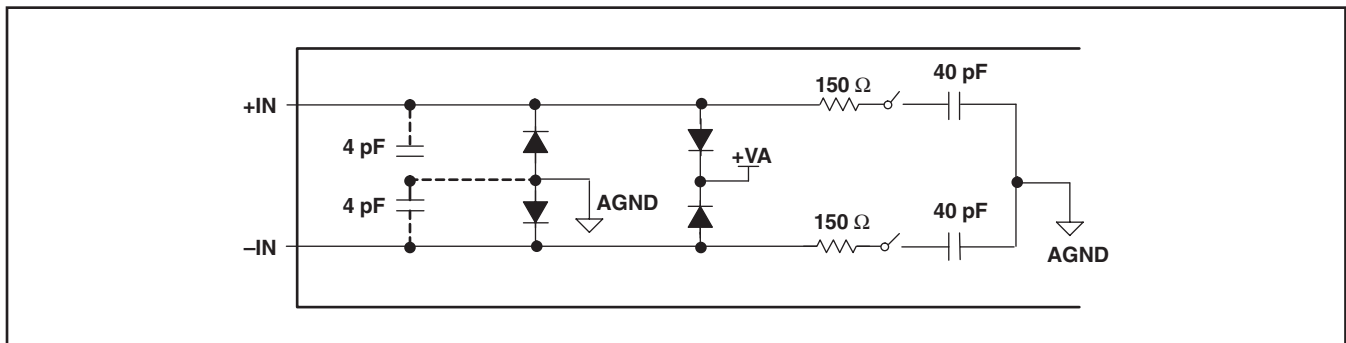 40 pF
150 Ω
+IN
4 pF
+VA
4 pF
AGND
150 Ω
40 pF
–IN
AGND